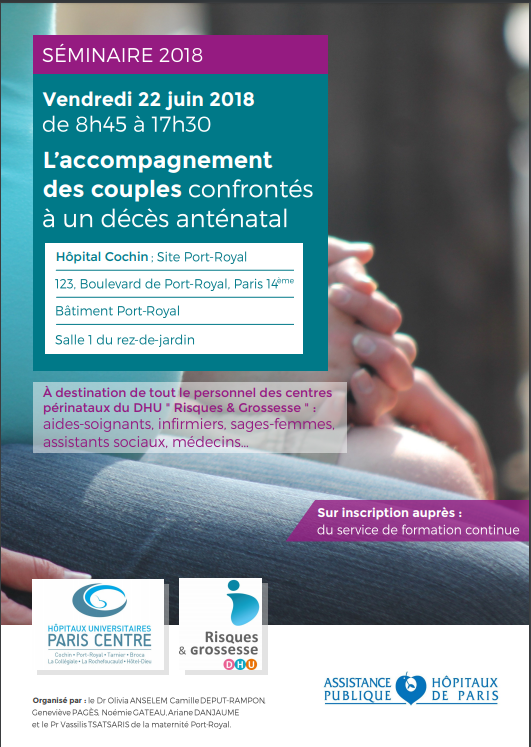 SÉMINAIRE 2018
Vendredi 22 juin 2018
de 8h45 à 17h30
L'accompagnement
des couples confrontés
à un décès anténatal
Hôpital Cochin ; Site Port-Royal
123, Boulevard de Port-Royal, Paris 14ème
Bâtiment Port-Royal
Salle 1 du rez-de-jardin
À destination de tout le personnel des centres
périnataux du DHU " Risques & Grossesse " :
aides-soignants, infirmiers, sages-femmes,
assistants sociaux, médecins...
Sur inscription auprès :
du service de formation continue
HÔPITAUX UNIVERSITAIRES
PARIS CENTRE
Cochin • Port-Royal • Tarnier • Broca
La Collégiale • La Rochefoucauld • Hôtel-Dieu
Risques
& GROSSESSE
DHU
ASSISTANCE HÔPITAUX
PUBLIQUE DE PARIS
Organisé par : le Dr Olivia ANSELEM, Camille DEPUT-RAMPON,
Geneviève PAGÈS, Noémie GATEAU, Ariane DANJAUME
et le Pr Vassilis TSATSARIS de la maternité Port-Royal.